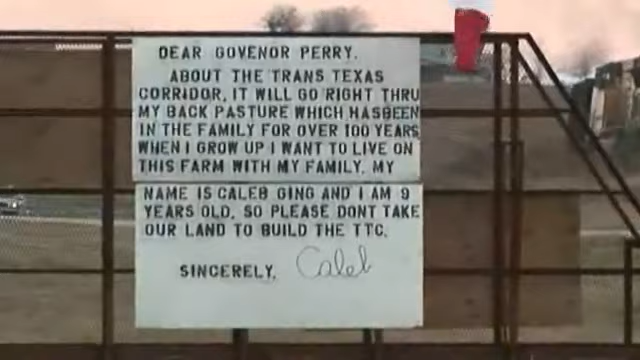 DEAR GOVENOR PERRY.
ABOUT THE TRANS TEXAS
CORRIDOR, IT WILL GO RIGHT THRU
MY BACK PASTURE WHICH HASBEEN
IN THE FAMILY FOR OVER 100 YEARS
WHEN I GROW UP I WANT TO LIVE ON
THIS FARM WITH MY FAMILY. MY
NAME IS CALEB GING AND I AM 9
YEARS OLD. SO PLEASE DONT TAKE
OUR LAND TO BUILD THE TTC.
SINCERELY, Caleb